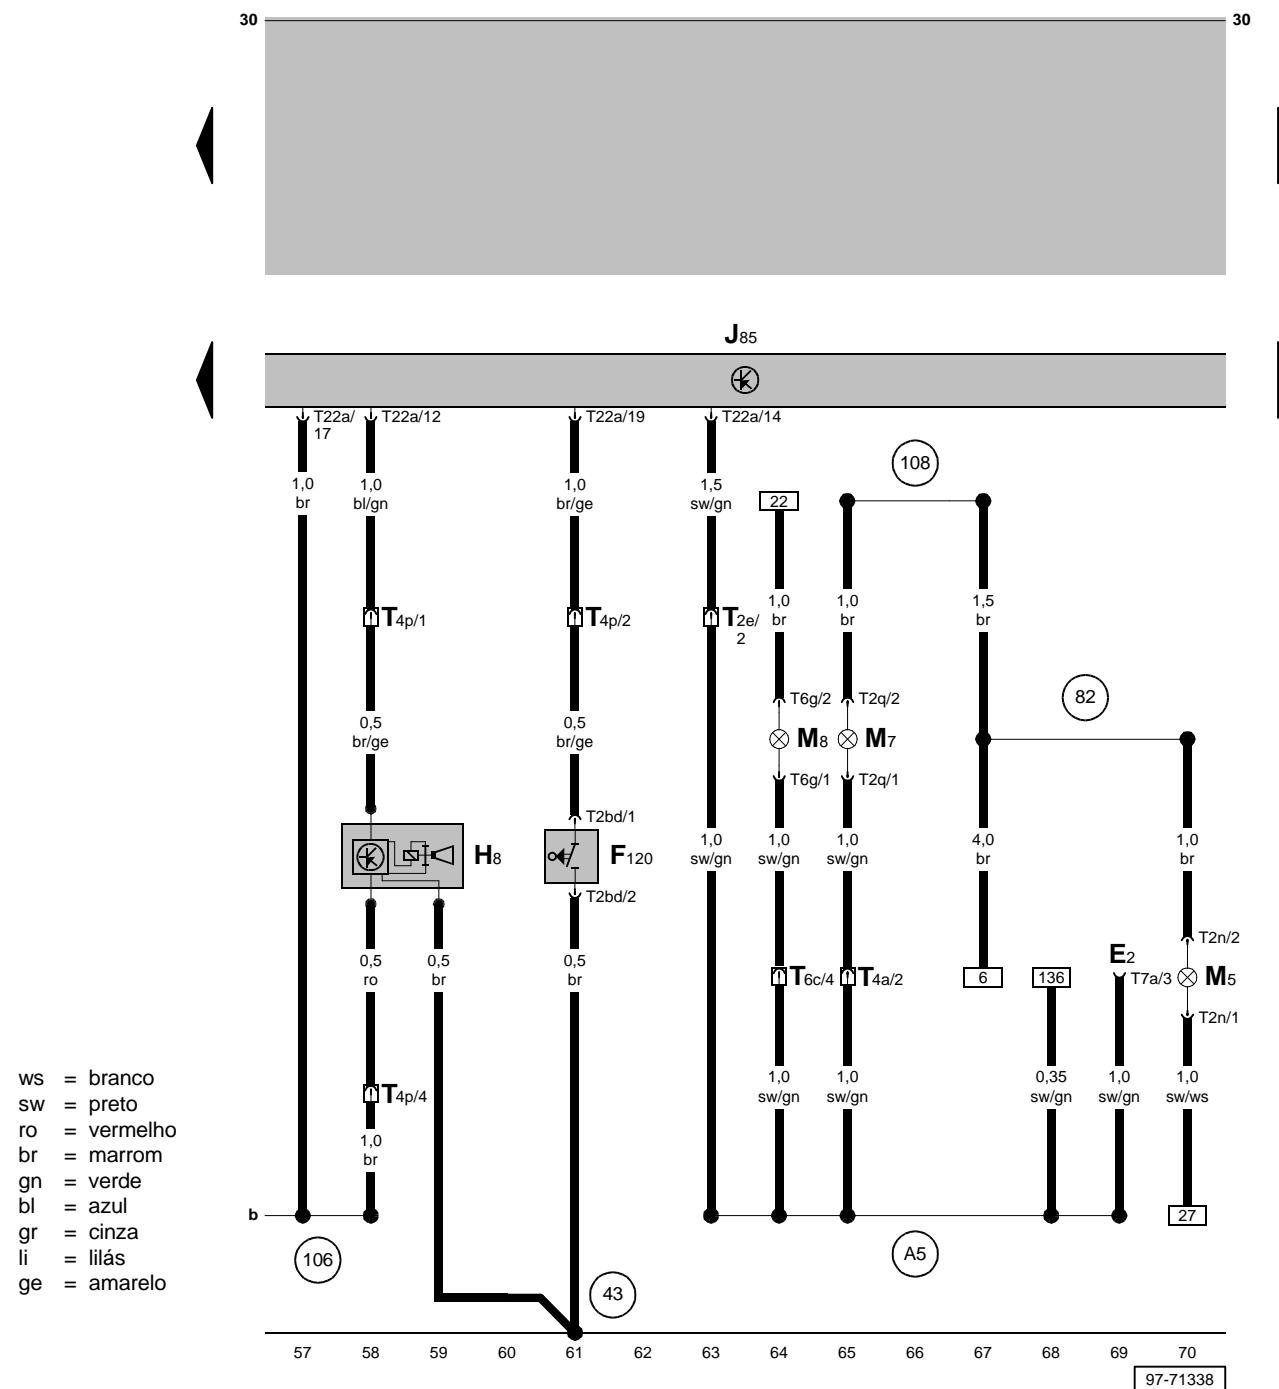 30 30
J85
T22a/17
T22a/12
T22a/19
T22a/14
108
1,0 br
1,0 bl/gn
1,0 br/ge
1,5 sw/gn
22
1,0 br
1,0 br
1,5 br
T4p/1
T4p/2
T2e/2
82
T6g/2
T2q/2
0,5 br/ge
0,5 br/ge
M8
M7
T6g/1
T2q/1
T2bd/1
H8
F120
1,0 sw/gn
1,0 sw/gn
1,0 sw/gn
4,0 br
1,0 br
T2bd/2
T2n/2
0,5 ro
0,5 br
0,5 br
T6c/4
T4a/2
6
136
E2
T7a/3
M5
T2n/1
ws = branco
sw = preto
ro = vermelho
br = marrom
gn = verde
bl = azul
gr = cinza
li = lilás
ge = amarelo
T4p/4
1,0 sw/gn
1,0 sw/gn
0,35 sw/gn
1,0 sw/gn
1,0 sw/ws
1,0 br
b
27
106
A5
43
57 58 59 60 61 62 63 64 65 66 67 68 69 70
97-71338